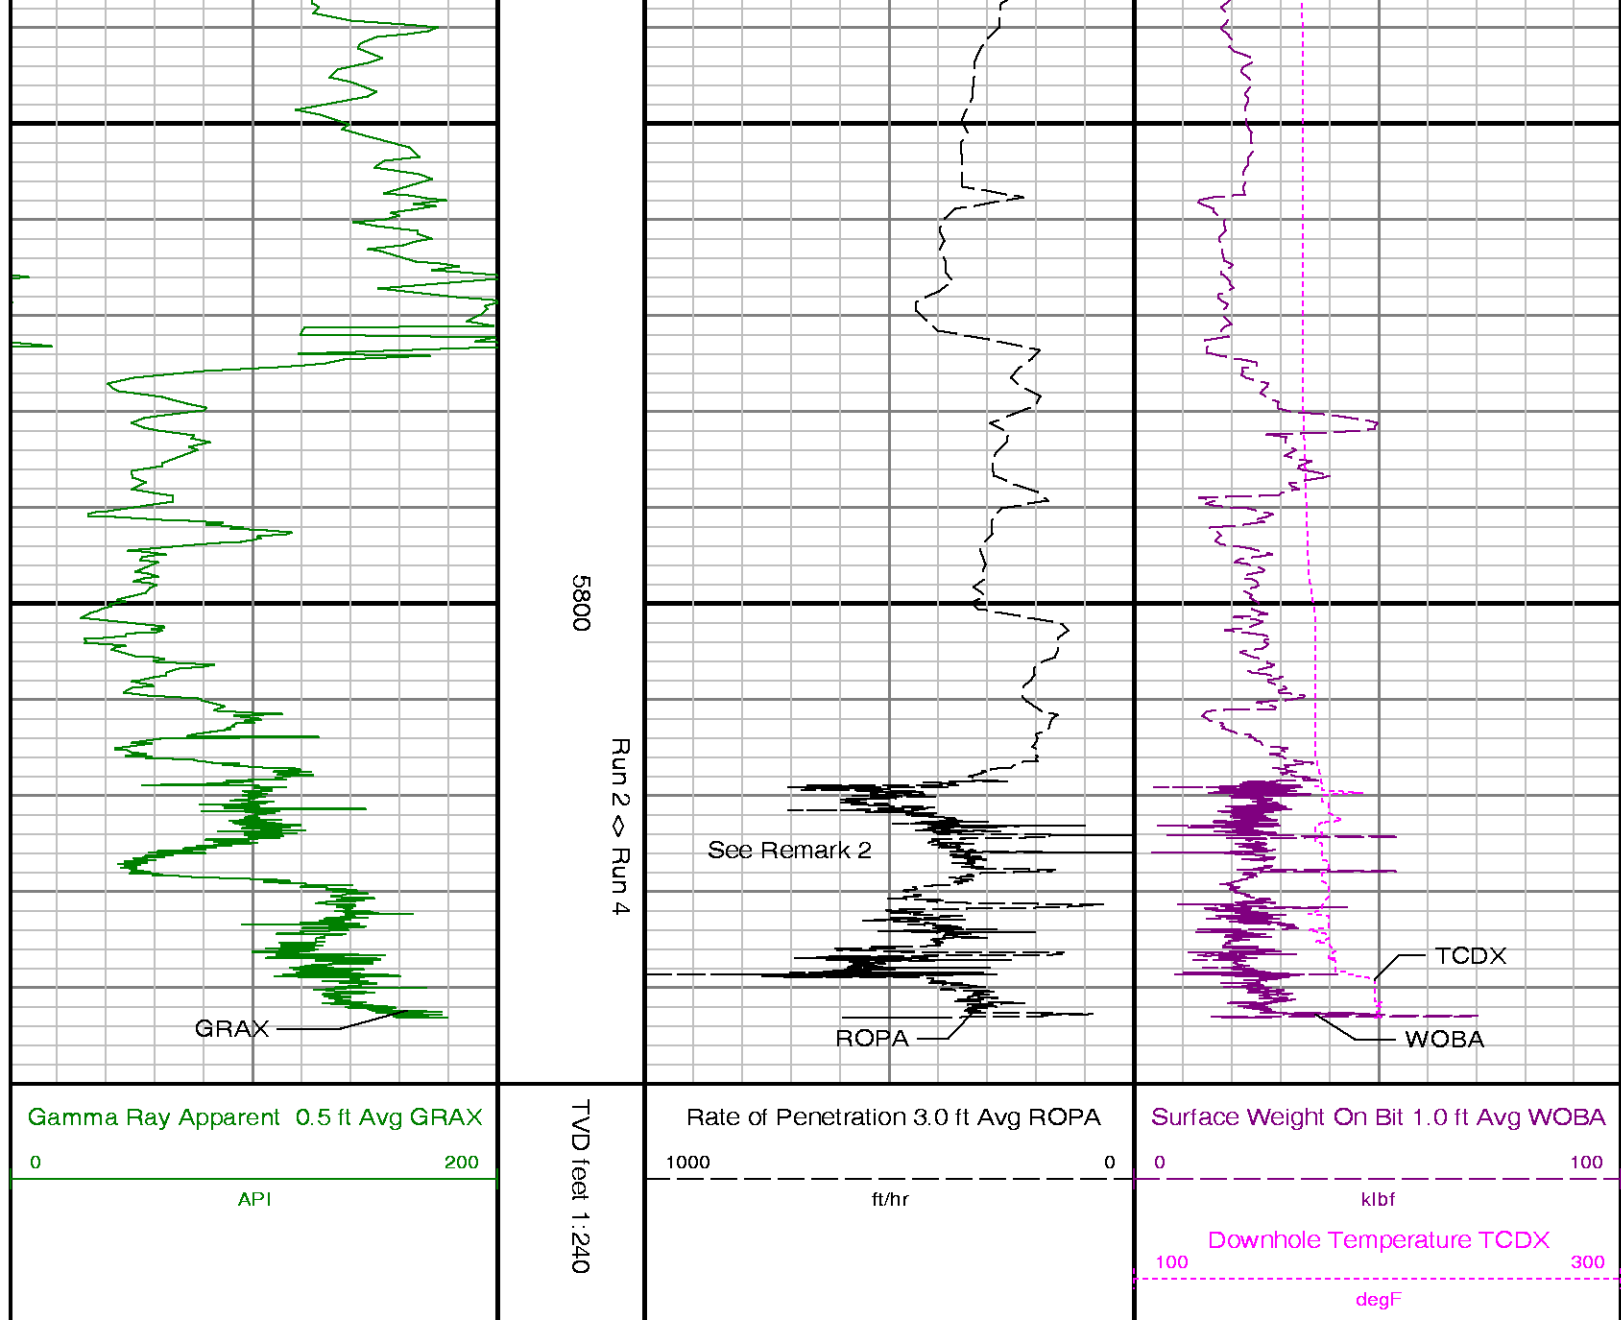 5800
Run 2 <> Run 4
See Remark 2
TCDX
GRAX
ROPA
WOBA
Gamma Ray Apparent 0.5 ft Avg GRAX
0 200
API
TVD feet 1:240
Rate of Penetration 3.0 ft Avg ROPA
1000 0
ft/hr
Surface Weight On Bit 1.0 ft Avg WOBA
0 100
klbf
Downhole Temperature TCDX
100 300
degF